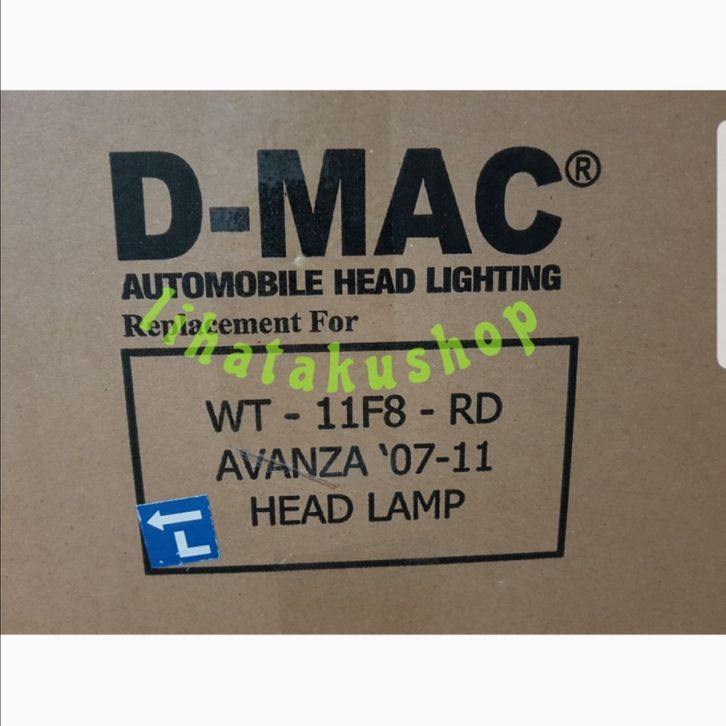 D-MAC®
AUTOMOBILE HEAD LIGHTING
Replacement For
lihatakushop
WT - 11F8 - RD
AVANZA '07-11
HEAD LAMP
L